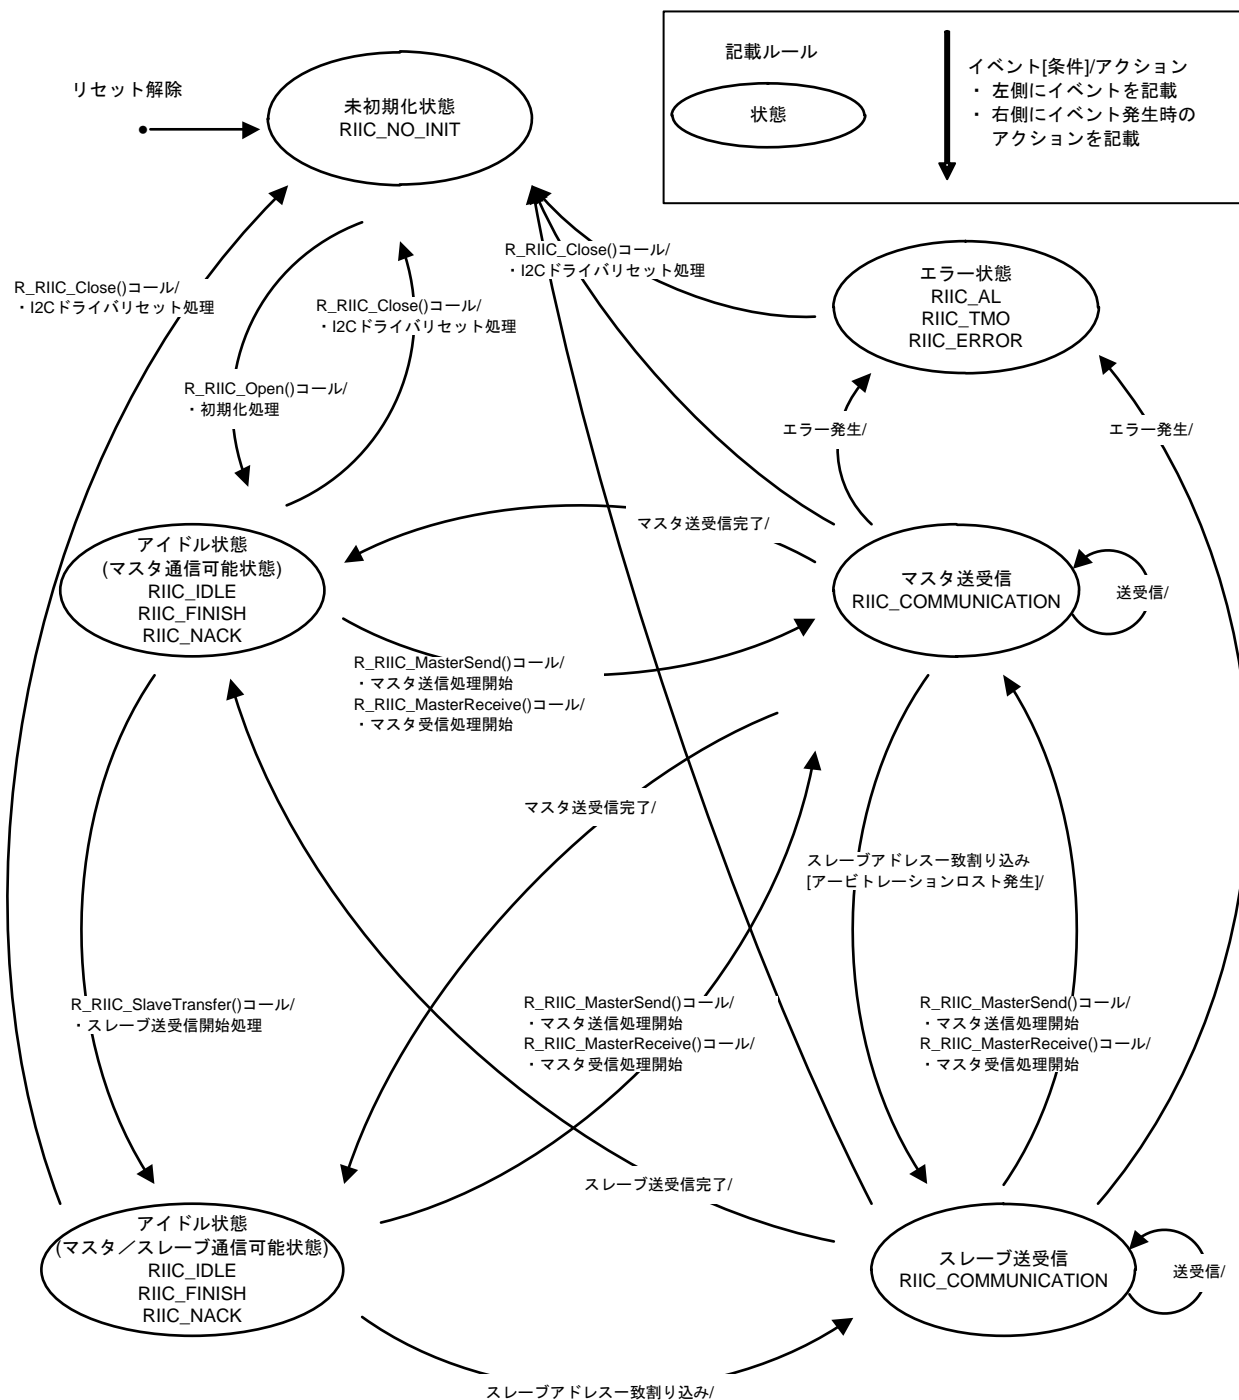 リセット解除
未初期化状態
RIIC_NO_INIT
記載ルール
状態
イベント[条件]/アクション
・ 左側にイベントを記載
・ 右側にイベント発生時の
アクションを記載
R_RIIC_Close()コール/
・I2Cドライバリセット処理
R_RIIC_Close()コール/
・I2Cドライバリセット処理
R_RIIC_Close()コール/
・I2Cドライバリセット処理
エラー状態
RIIC_AL
RIIC_TMO
RIIC_ERROR
R_RIIC_Open()コール/
・初期化処理
エラー発生/
エラー発生/
アイドル状態
(マスタ通信可能状態)
RIIC_IDLE
RIIC_FINISH
RIIC_NACK
マスタ送受信完了/
マスタ送受信
RIIC_COMMUNICATION
送受信/
R_RIIC_MasterSend()コール/
・マスタ送信処理開始
R_RIIC_MasterReceive()コール/
・マスタ受信処理開始
マスタ送受信完了/
スレーブアドレス一致割り込み
[アービトレーションロスト発生]/
R_RIIC_SlaveTransfer()コール/
・スレーブ送受信開始処理
R_RIIC_MasterSend()コール/
・マスタ送信処理開始
R_RIIC_MasterReceive()コール/
・マスタ受信処理開始
R_RIIC_MasterSend()コール/
・マスタ送信処理開始
R_RIIC_MasterReceive()コール/
・マスタ受信処理開始
スレーブ送受信完了/
アイドル状態
(マスタ／スレーブ通信可能状態)
RIIC_IDLE
RIIC_FINISH
RIIC_NACK
スレーブ送受信
RIIC_COMMUNICATION
送受信/
スレーブアドレス一致割り込み/